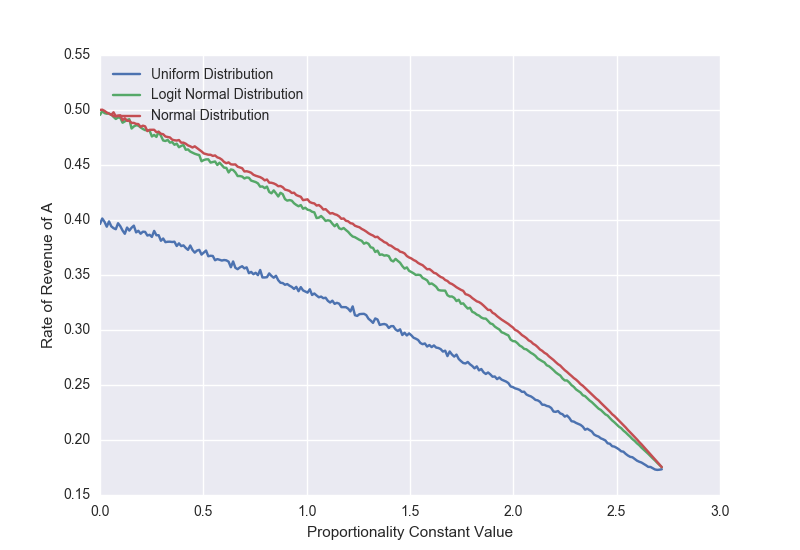 0.55
0.50
0.45
0.40
0.35
0.30
0.25
0.20
0.15
Rate of Revenue of A
Uniform Distribution
Logit Normal Distribution
Normal Distribution
0.0 0.5 1.0 1.5 2.0 2.5 3.0
Proportionality Constant Value